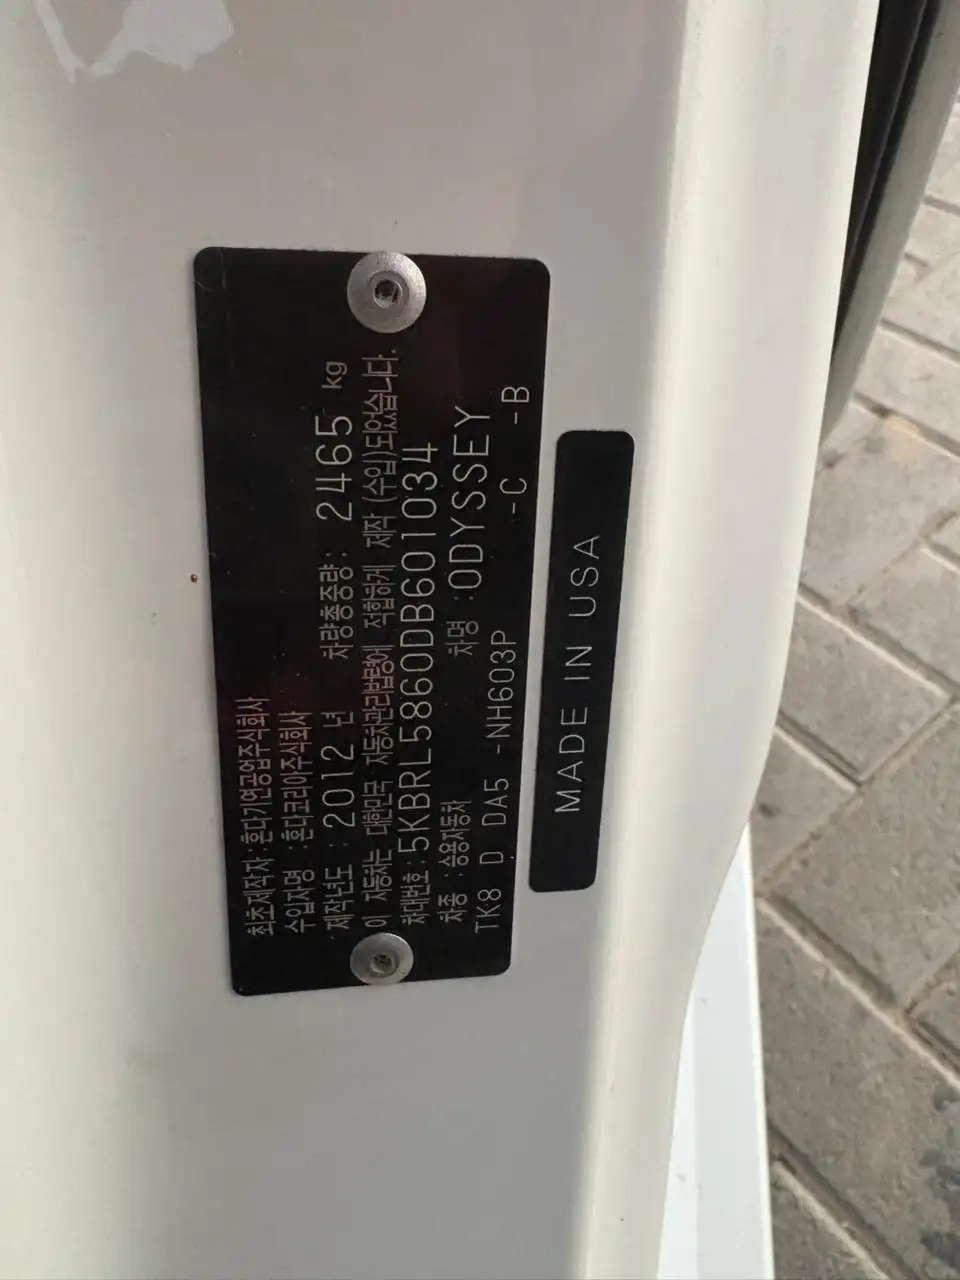 최초제작자 : 혼다기연공업주식회사
수입자명 : 혼다코리아주식회사
제작년도 : 2012 년 차량총중량: 2465 kg
이 자동차는 대한민국 자동차관리법령에 적합하게 제작 (수입)되었습니다.
차대번호 : 5KBRL5860DB601034
차종 : 승용자동차 차명 : ODYSSEY
TK8 D DA5 -NH603P -C -B
MADE IN USA